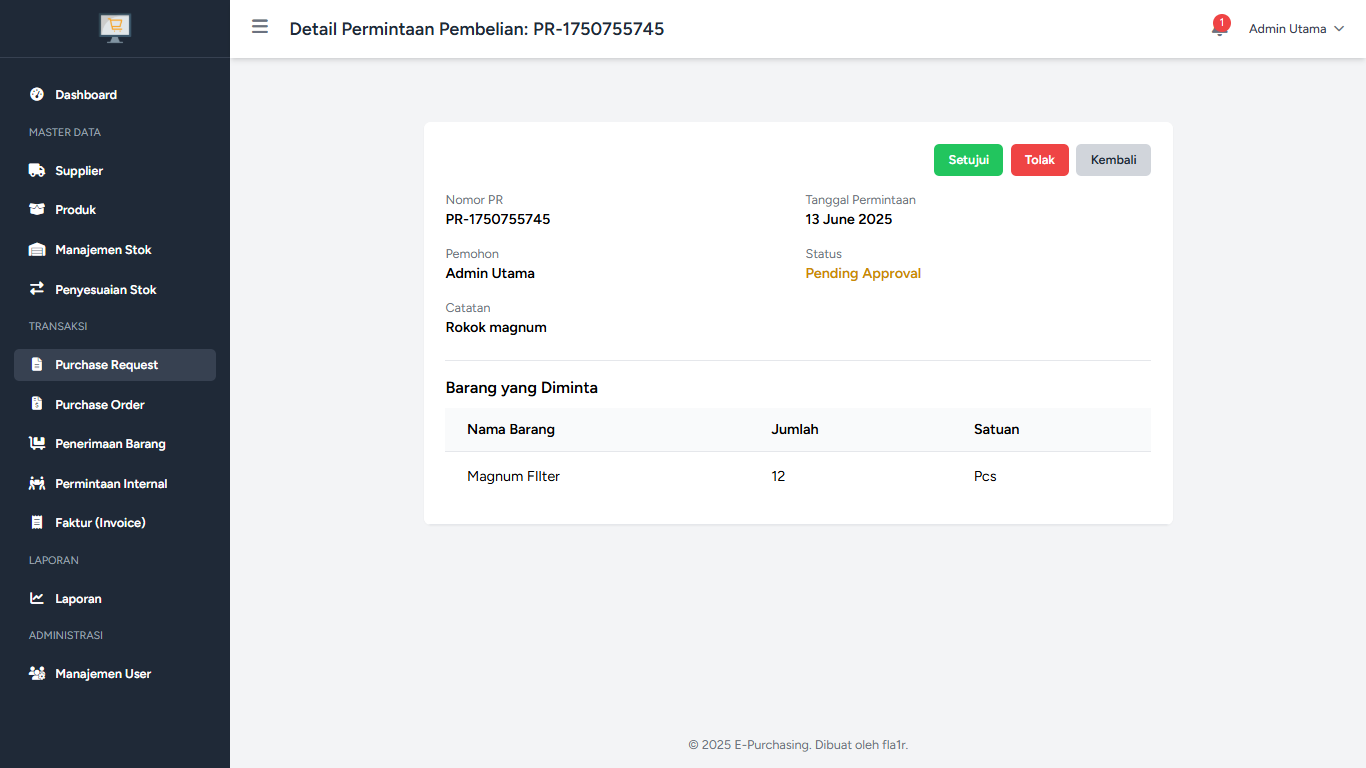 Detail Permintaan Pembelian: PR-1750755745
1
Admin Utama
Dashboard
MASTER DATA
Supplier
Produk
Manajemen Stok
Penyesuaian Stok
TRANSAKSI
Purchase Request
Purchase Order
Penerimaan Barang
Permintaan Internal
Faktur (Invoice)
LAPORAN
Laporan
ADMINISTRASI
Manajemen User
Setujui Tolak Kembali
Nomor PR
PR-1750755745
Tanggal Permintaan
13 June 2025
Pemohon
Admin Utama
Status
Pending Approval
Catatan
Rokok magnum
Barang yang Diminta
Nama Barang Jumlah Satuan
Magnum FIlter 12 Pcs
© 2025 E-Purchasing. Dibuat oleh fla1r.